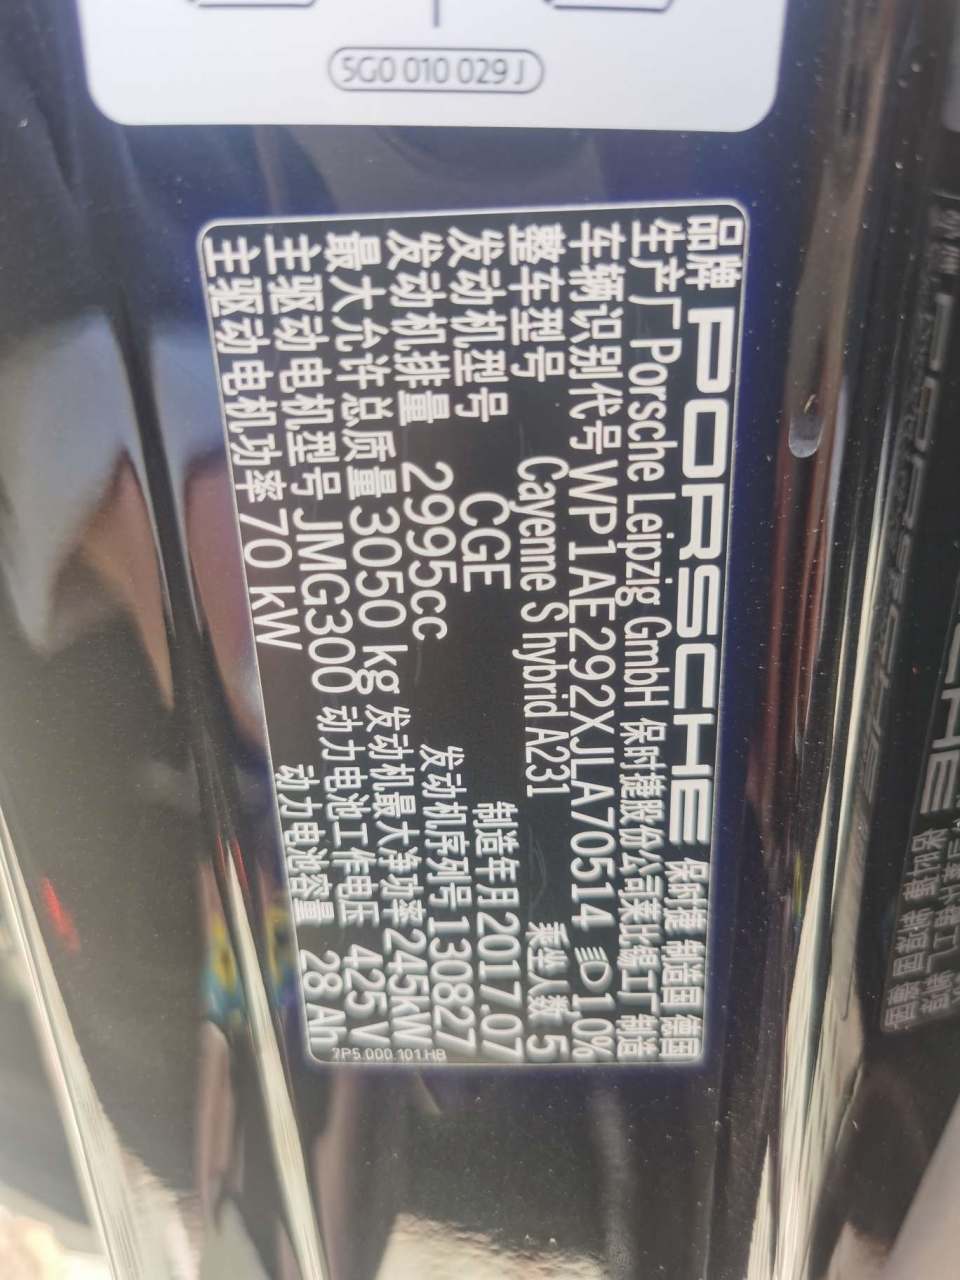 5G0 010 029 J
品牌 PORSCHE 保时捷 制造国 德国
生产厂 Porsche Leipzig GmbH 保时捷股份公司莱比锡厂 制造
车辆识别代号 WP1AE292XJLA70514 1.0%
整车型号 Cayenne S hybrid A231 乘坐人数 5
发动机型号 CGE 制造年月 2017.07
发动机排量 2995cc 发动机序列号 130827
最大允许总质量 3050 kg 发动机最大净功率 245kW
主驱动电机型号 JMG300 动力电池工作电压 425 V
主驱动电机功率 70 kW 动力电池容量 28 Ah
7P5.000.101.HB